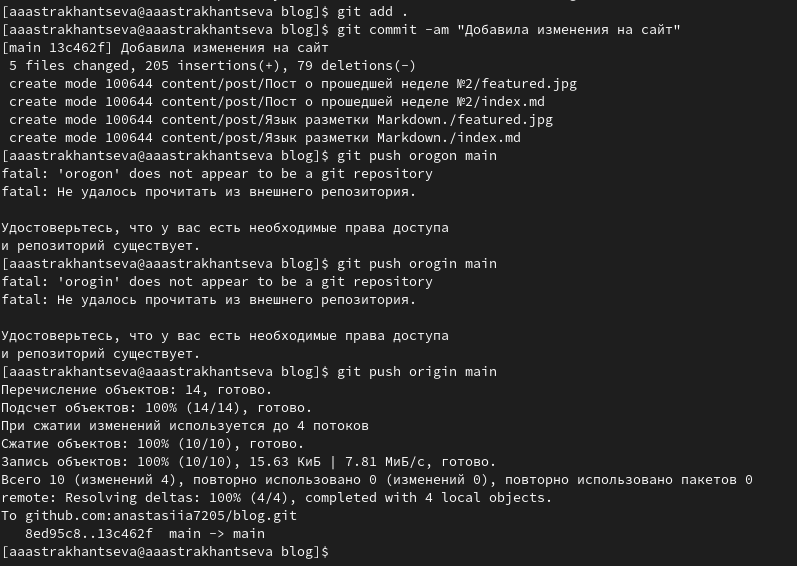 [aaastrakhantseva@aaastrakhantseva blog]$ git add .
[aaastrakhantseva@aaastrakhantseva blog]$ git commit -am "Добавила изменения на сайт"
[main 13c462f] Добавила изменения на сайт
 5 files changed, 205 insertions(+), 79 deletions(-)
 create mode 100644 content/post/Пост о прошедшей неделе №2/featured.jpg
 create mode 100644 content/post/Пост о прошедшей неделе №2/index.md
 create mode 100644 content/post/Язык разметки Markdown./featured.jpg
 create mode 100644 content/post/Язык разметки Markdown./index.md
[aaastrakhantseva@aaastrakhantseva blog]$ git push orogon main
fatal: 'orogon' does not appear to be a git repository
fatal: Не удалось прочитать из внешнего репозитория.

Удостоверьтесь, что у вас есть необходимые права доступа
и репозиторий существует.
[aaastrakhantseva@aaastrakhantseva blog]$ git push orogin main
fatal: 'orogin' does not appear to be a git repository
fatal: Не удалось прочитать из внешнего репозитория.

Удостоверьтесь, что у вас есть необходимые права доступа
и репозиторий существует.
[aaastrakhantseva@aaastrakhantseva blog]$ git push origin main
Перечисление объектов: 14, готово.
Подсчет объектов: 100% (14/14), готово.
При сжатии изменений используется до 4 потоков
Сжатие объектов: 100% (10/10), готово.
Запись объектов: 100% (10/10), 15.63 КиБ | 7.81 МиБ/с, готово.
Всего 10 (изменений 4), повторно использовано 0 (изменений 0), повторно использовано пакетов 0
remote: Resolving deltas: 100% (4/4), completed with 4 local objects.
To github.com:anastasiia7205/blog.git
   8ed95c8..13c462f  main -> main
[aaastrakhantseva@aaastrakhantseva blog]$